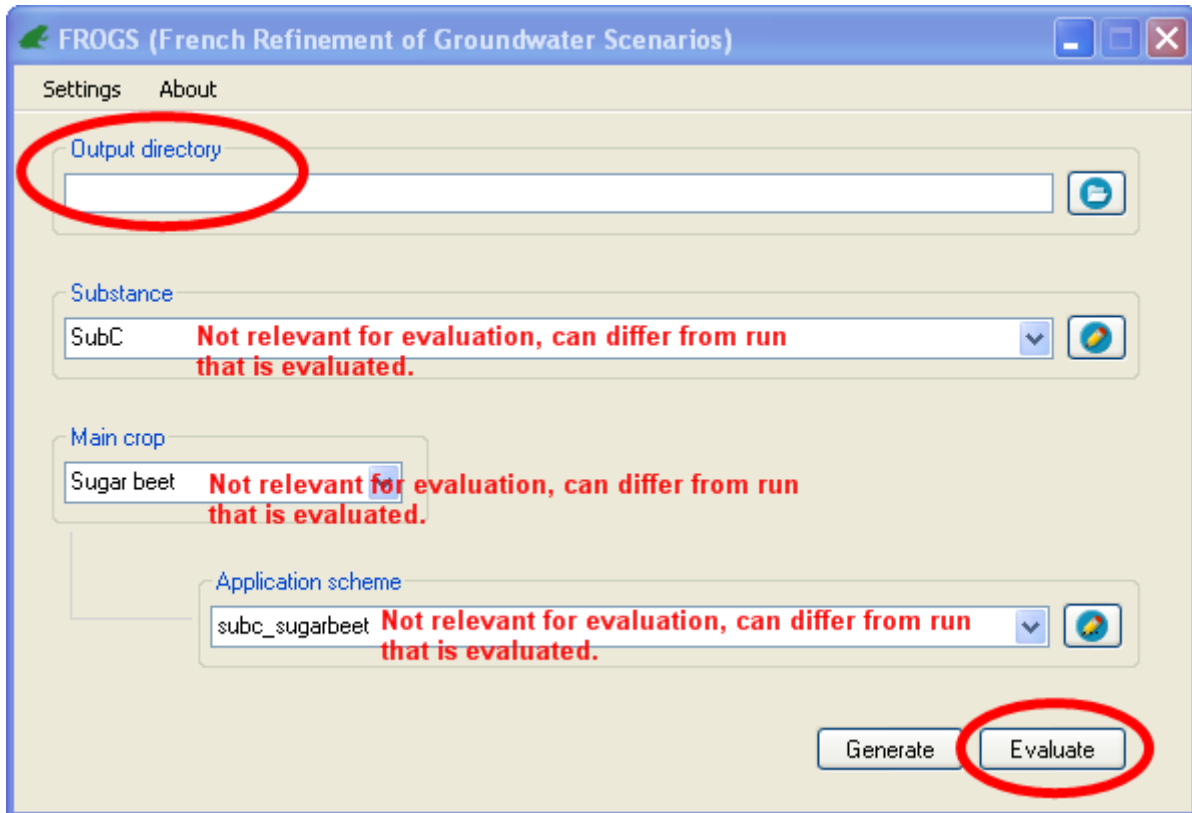 FROGS (French Refinement of Groundwater Scenarios)
Settings About
Output directory
Substance
SubC Not relevant for evaluation, can differ from run
that is evaluated.
Main crop
Sugar beet Not relevant for evaluation, can differ from run
that is evaluated.
Application scheme
subc_sugarbeet Not relevant for evaluation, can differ from run
that is evaluated.
Generate Evaluate